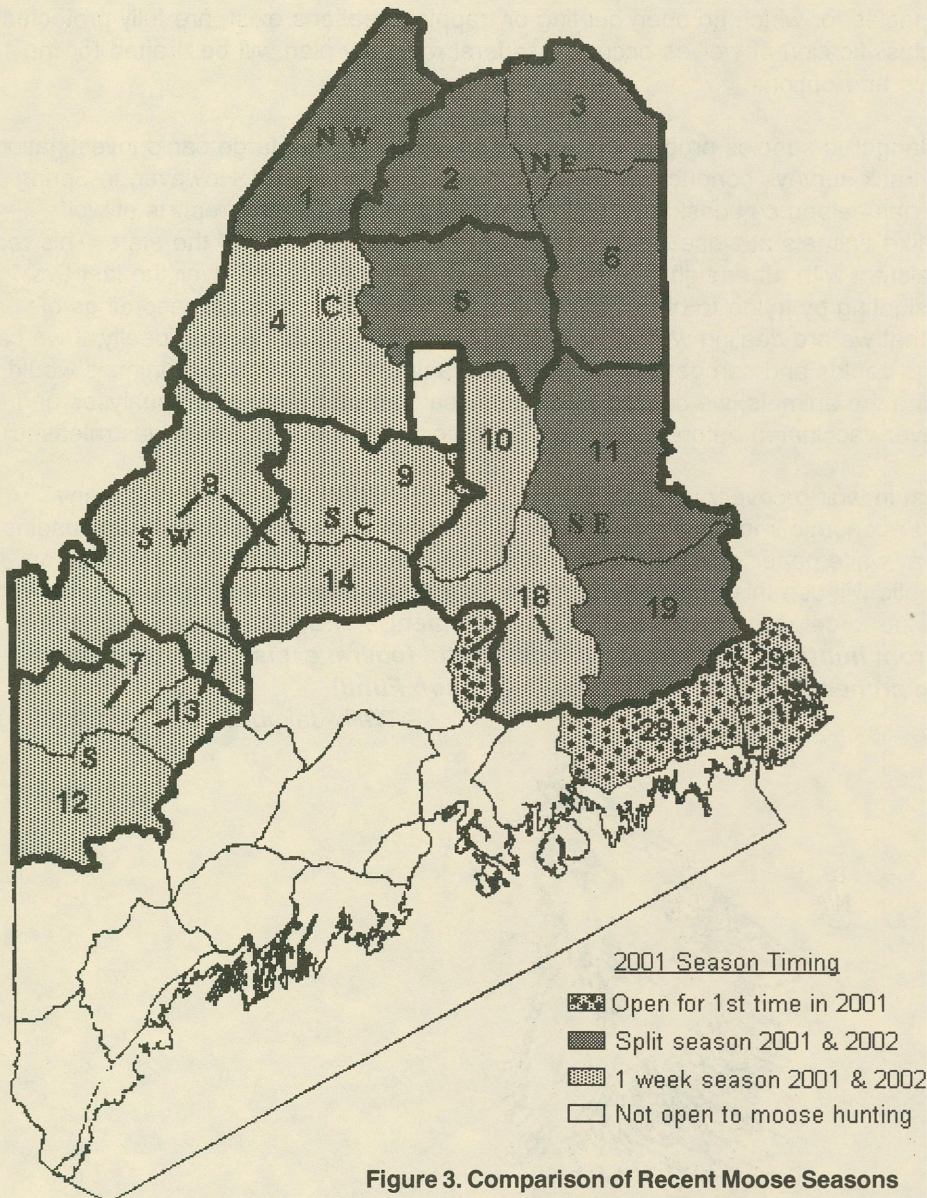 3
NW
NE
2
1
6
5
4
C
10
9
11
8
SC
SE
SW
14
18
19
7
29
13
28
S
12
2001 Season Timing
Open for 1st time in 2001
Split season 2001 & 2002
1 week season 2001 & 2002
Not open to moose hunting
Figure 3. Comparison of Recent Moose Seasons